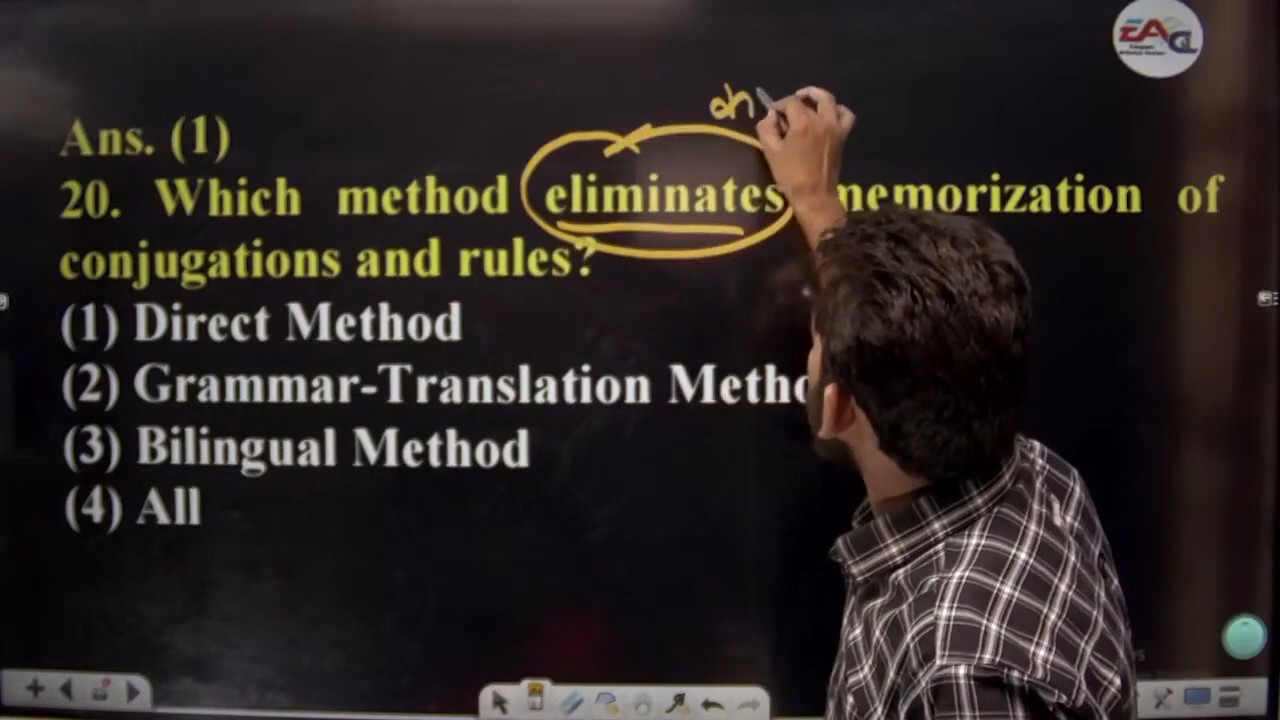 Ans. (1)
20. Which method eliminates memorization of
conjugations and rules?
(1) Direct Method
(2) Grammar-Translation Metho
(3) Bilingual Method
(4) All